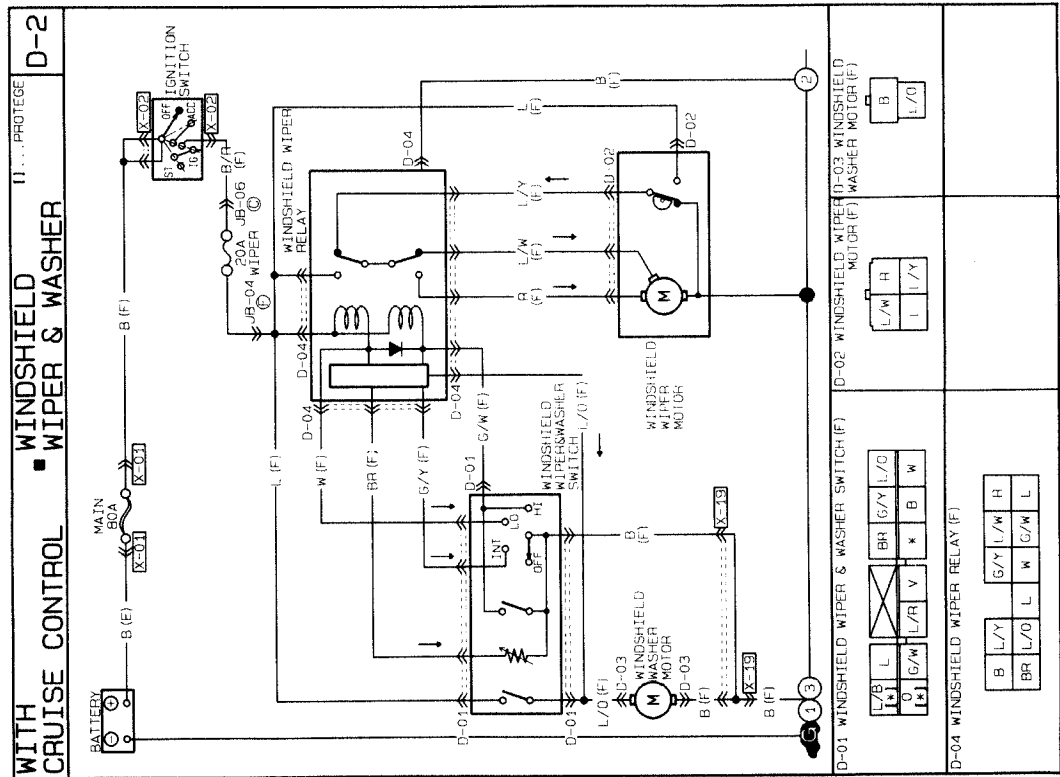 WITH
CRUISE CONTROL
■ WINDSHIELD
WIPER & WASHER
PROTEGE
D-2
BATTERY
B (E)
X-01
MAIN
80A
X-01
B (F)
X-02
IGNITION
SWITCH
OFF
ACC
IG
ST
X-02
B/R
(F)
JB-06
Ⓒ
20A
WIPER
JB-04
Ⓔ
WINDSHIELD WIPER
RELAY
D-04
D-04
D-04
D-04
B
(F)
L
(F)
L (F)
W (F)
BR (F)
G/Y (F)
G/W (F)
L/O (F)
R
(F)
L/W
(F)
L/Y
(F)
D-02
D-02
M
WINDSHIELD
WIPER
MOTOR
D-01
WINDSHIELD
WIPER&WASHER
SWITCH
HI
LO
INT
OFF
D-01
D-01
L/O (F)
D-03
M
WINDSHIELD
WASHER
MOTOR
D-03
B (F)
B
(F)
X-19
X-19
B (F)
1
3
2
D-01 WINDSHIELD WIPER & WASHER SWITCH (F)
L/B L BR G/Y L/O
[*]
O G/W L/R V * B W
[*]
D-02 WINDSHIELD WIPER
MOTOR (F)
L/W R
L L/Y
D-03 WINDSHIELD
WASHER MOTOR (F)
B
L/O
D-04 WINDSHIELD WIPER RELAY (F)
B L/Y G/Y L/W R
BR L/O L W G/W L